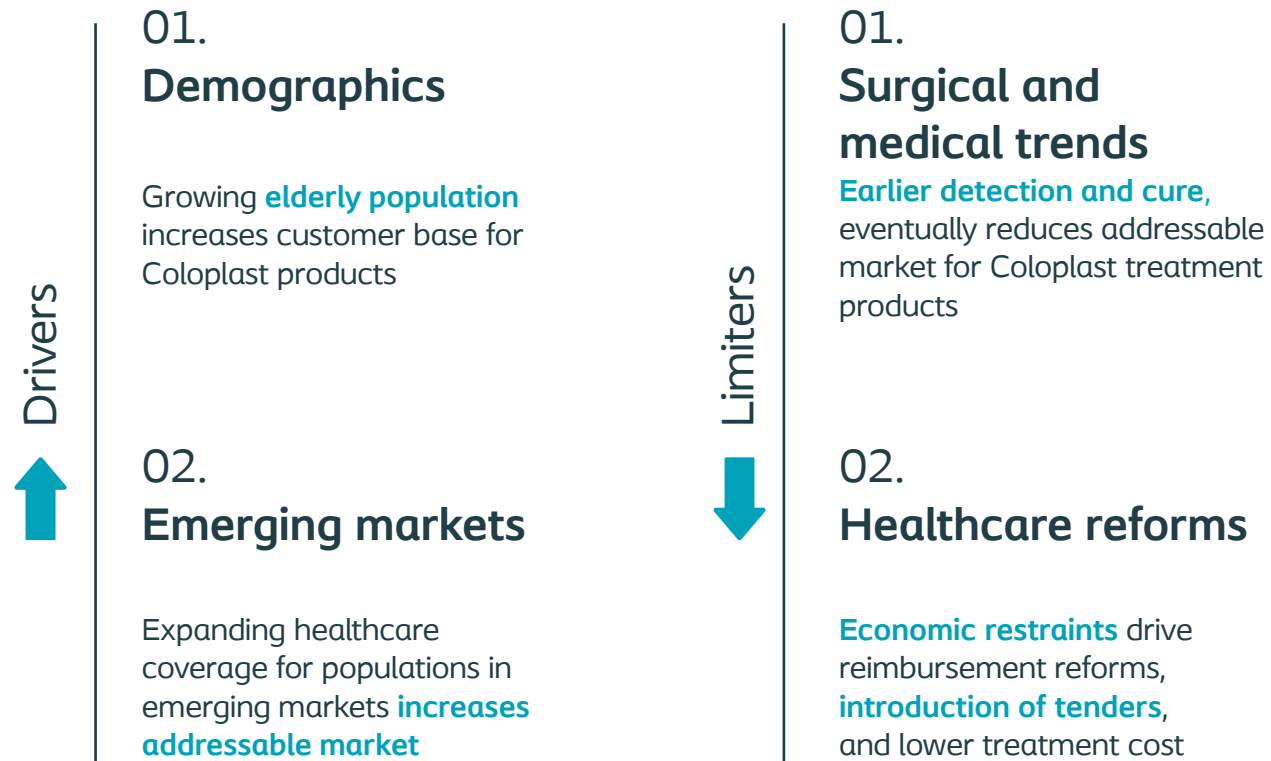 Drivers
01.
Demographics
Growing elderly population
increases customer base for
Coloplast products
02.
Emerging markets
Expanding healthcare
coverage for populations in
emerging markets increases
addressable market
Limiters
01.
Surgical and
medical trends
Earlier detection and cure,
eventually reduces addressable
market for Coloplast treatment
products
02.
Healthcare reforms
Economic restraints drive
reimbursement reforms,
introduction of tenders,
and lower treatment cost